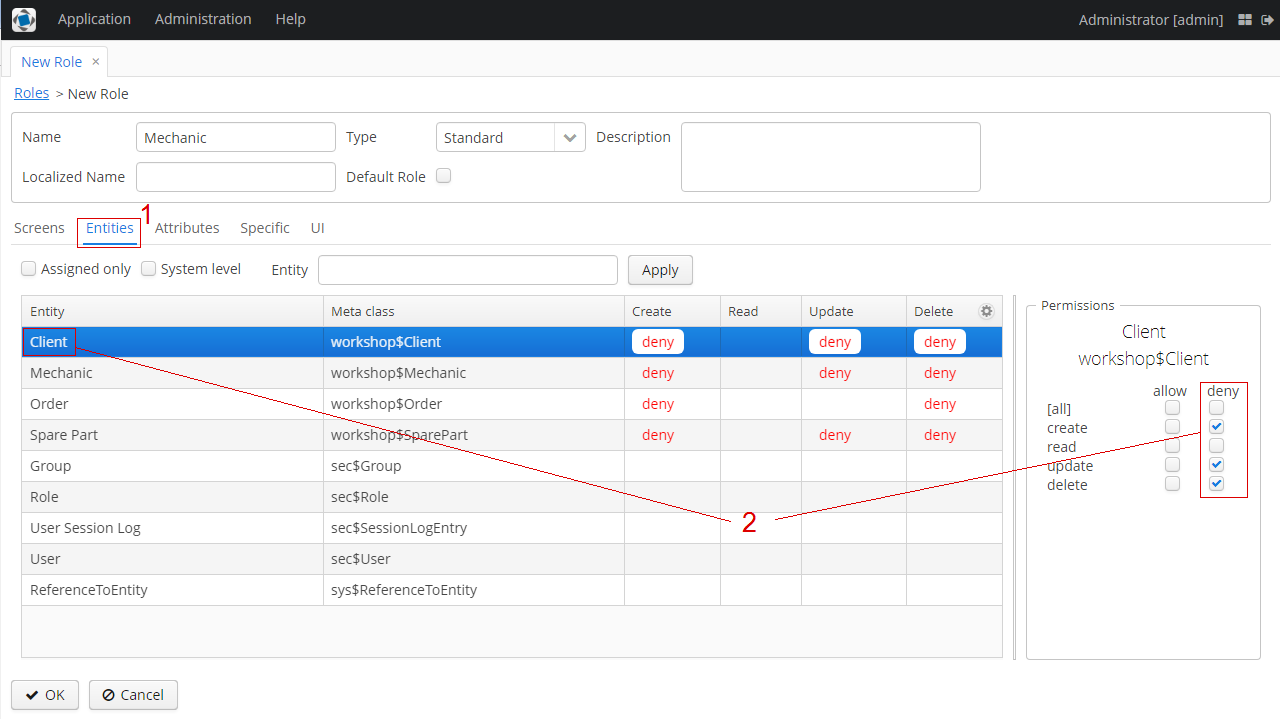 Application Administration Help Administrator [admin]
New Role ×
Roles > New Role
Name Mechanic Type Standard Description
Localized Name Default Role
1
Screens Entities Attributes Specific UI
Assigned only System level Entity Apply
Entity Meta class Create Read Update Delete
Client workshop$Client deny deny deny
Mechanic workshop$Mechanic deny deny deny
Order workshop$Order deny deny
Spare Part workshop$SparePart deny deny deny
Group sec$Group
Role sec$Role
User Session Log sec$SessionLogEntry
User sec$User
ReferenceToEntity sys$ReferenceToEntity
Permissions
Client
workshop$Client
allow deny
[all]
create
read
update
delete
2
OK Cancel